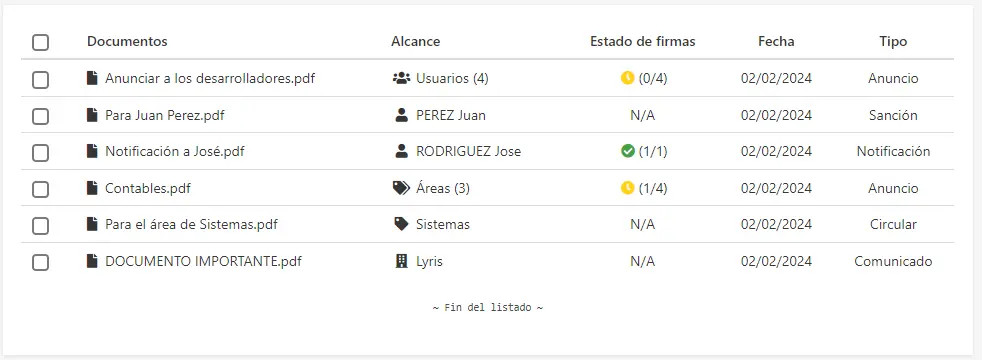 Documentos Alcance Estado de firmas Fecha Tipo
Anunciar a los desarrolladores.pdf Usuarios (4) (0/4) 02/02/2024 Anuncio
Para Juan Perez.pdf PEREZ Juan N/A 02/02/2024 Sanción
Notificación a José.pdf RODRIGUEZ Jose (1/1) 02/02/2024 Notificación
Contables.pdf Áreas (3) (1/4) 02/02/2024 Anuncio
Para el área de Sistemas.pdf Sistemas N/A 02/02/2024 Circular
DOCUMENTO IMPORTANTE.pdf Lyris N/A 02/02/2024 Comunicado
~ Fin del listado ~